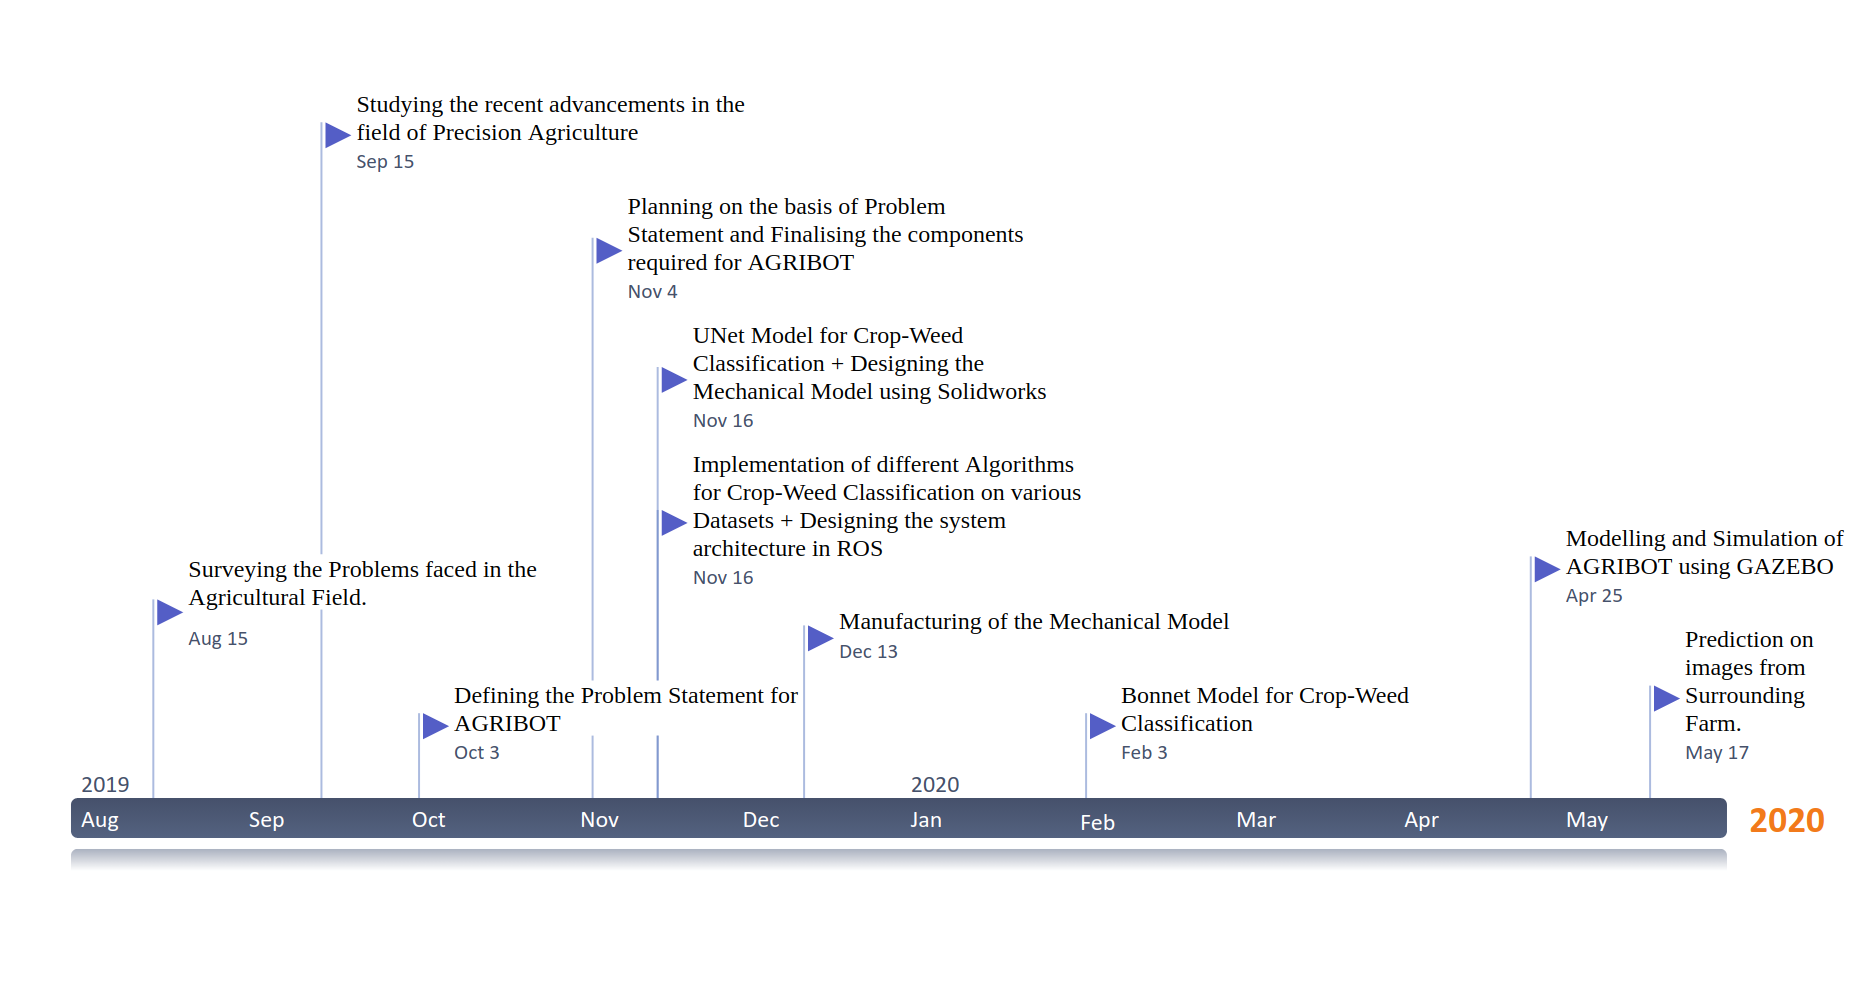 Studying the recent advancements in the
field of Precision Agriculture
Sep 15
Planning on the basis of Problem
Statement and Finalising the components
required for AGRIBOT
Nov 4
UNet Model for Crop-Weed
Classification + Designing the
Mechanical Model using Solidworks
Nov 16
Implementation of different Algorithms
for Crop-Weed Classification on various
Datasets + Designing the system
architecture in ROS
Nov 16
Modelling and Simulation of
AGRIBOT using GAZEBO
Apr 25
Surveying the Problems faced in the
Agricultural Field.
Aug 15
Manufacturing of the Mechanical Model
Dec 13
Prediction on
images from
Surrounding
Farm.
May 17
Defining the Problem Statement for
AGRIBOT
Oct 3
Bonnet Model for Crop-Weed
Classification
Feb 3
2019
2020
Aug
Sep
Oct
Nov
Dec
Jan
Feb
Mar
Apr
May
2020